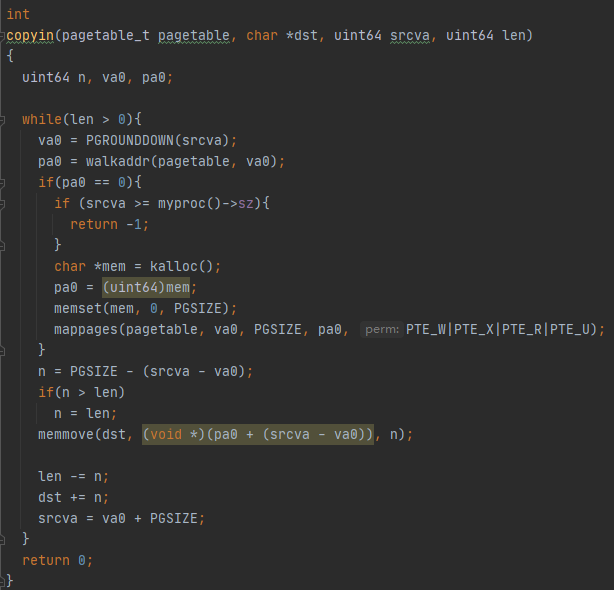 int
copyin(pagetable_t pagetable, char *dst, uint64 srcva, uint64 len)
{
  uint64 n, va0, pa0;

  while(len > 0){
    va0 = PGROUNDDOWN(srcva);
    pa0 = walkaddr(pagetable, va0);
    if(pa0 == 0){
      if (srcva >= myproc()->sz){
        return -1;
      }
      char *mem = kalloc();
      pa0 = (uint64)mem;
      memset(mem, 0, PGSIZE);
      mappages(pagetable, va0, PGSIZE, pa0, perm: PTE_W|PTE_X|PTE_R|PTE_U);
    }
    n = PGSIZE - (srcva - va0);
    if(n > len)
      n = len;
    memmove(dst, (void *)(pa0 + (srcva - va0)), n);

    len -= n;
    dst += n;
    srcva = va0 + PGSIZE;
  }
  return 0;
}